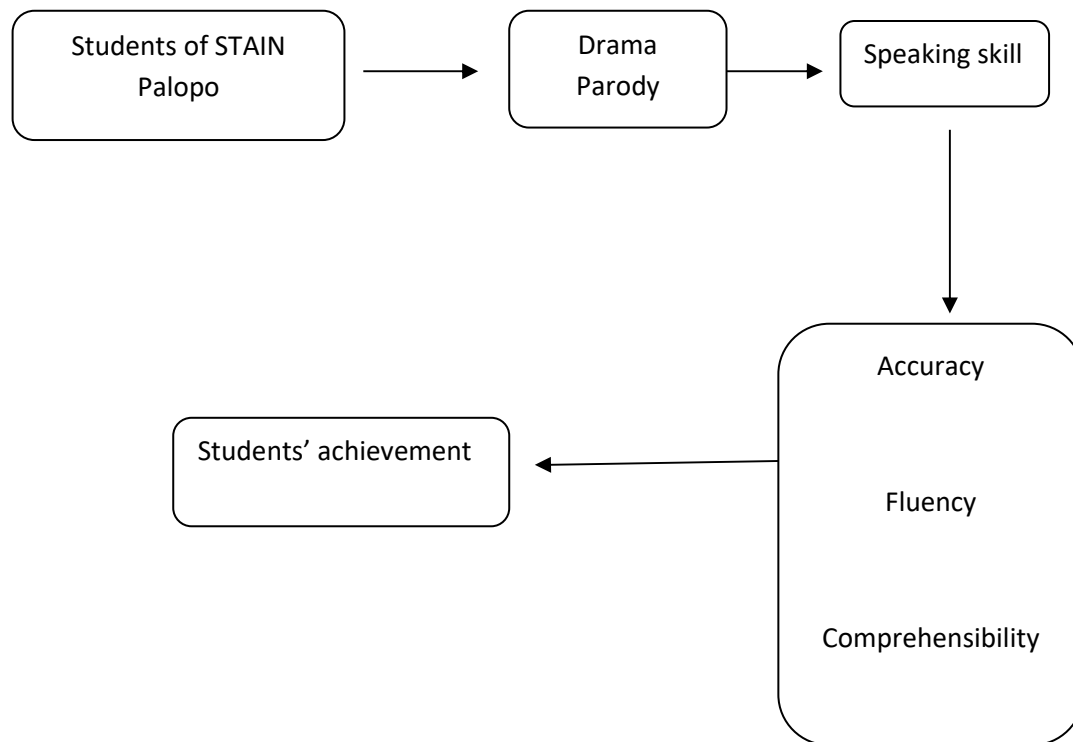 Students of STAIN
Palopo
Drama
Parody
Speaking skill
Accuracy
Students’ achievement
Fluency
Comprehensibility